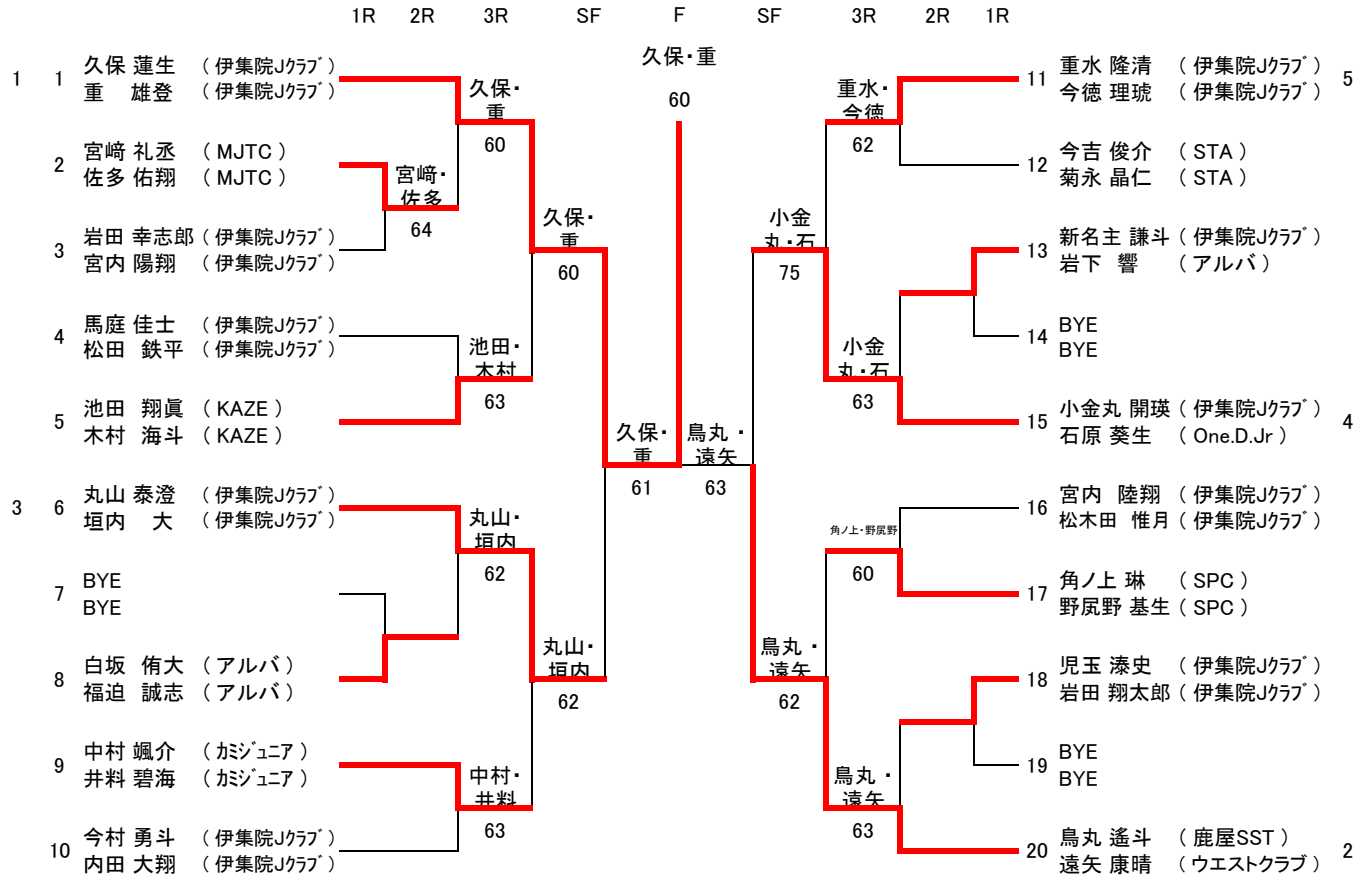 1R 2R 3R SF F SF 3R 2R 1R
久保・重
60
1 1 久保 蓮生 ( 伊集院Jクラブ )
重 雄登 ( 伊集院Jクラブ )
久保・
重
60
2 宮﨑 礼丞 ( MJTC )
佐多 佑翔 ( MJTC )
宮﨑・
佐多
64
3 岩田 幸志郎 ( 伊集院Jクラブ )
宮内 陽翔 ( 伊集院Jクラブ )
久保・
重
60
4 馬庭 佳士 ( 伊集院Jクラブ )
松田 鉄平 ( 伊集院Jクラブ )
池田・
木村
63
5 池田 翔眞 ( KAZE )
木村 海斗 ( KAZE )
久保・
重
61
3 6 丸山 泰澄 ( 伊集院Jクラブ )
垣内 大 ( 伊集院Jクラブ )
丸山・
垣内
62
7 BYE
BYE
丸山・
垣内
62
8 白坂 侑大 ( アルバ )
福迫 誠志 ( アルバ )
9 中村 颯介 ( カミジュニア )
井料 碧海 ( カミジュニア )
中村・
井料
63
10 今村 勇斗 ( 伊集院Jクラブ )
内田 大翔 ( 伊集院Jクラブ )
重水・
今徳
62
11 重水 隆清 ( 伊集院Jクラブ ) 5
今徳 理琥 ( 伊集院Jクラブ )
12 今吉 俊介 ( STA )
菊永 晶仁 ( STA )
小金
丸・石
75
13 新名主 謙斗 ( 伊集院Jクラブ )
岩下 響 ( アルバ )
14 BYE
BYE
小金
丸・石
63
15 小金丸 開瑛 ( 伊集院Jクラブ ) 4
石原 葵生 ( One.D.Jr )
鳥丸・
遠矢
63
16 宮内 陸翔 ( 伊集院Jクラブ )
松木田 惟月 ( 伊集院Jクラブ )
角ノ上・野尻野
60
17 角ノ上 琳 ( SPC )
野尻野 基生 ( SPC )
鳥丸・
遠矢
62
18 児玉 湊史 ( 伊集院Jクラブ )
岩田 翔太郎 ( 伊集院Jクラブ )
19 BYE
BYE
鳥丸・
遠矢
63
20 鳥丸 遙斗 ( 鹿屋SST ) 2
遠矢 康晴 ( ウエストクラブ )